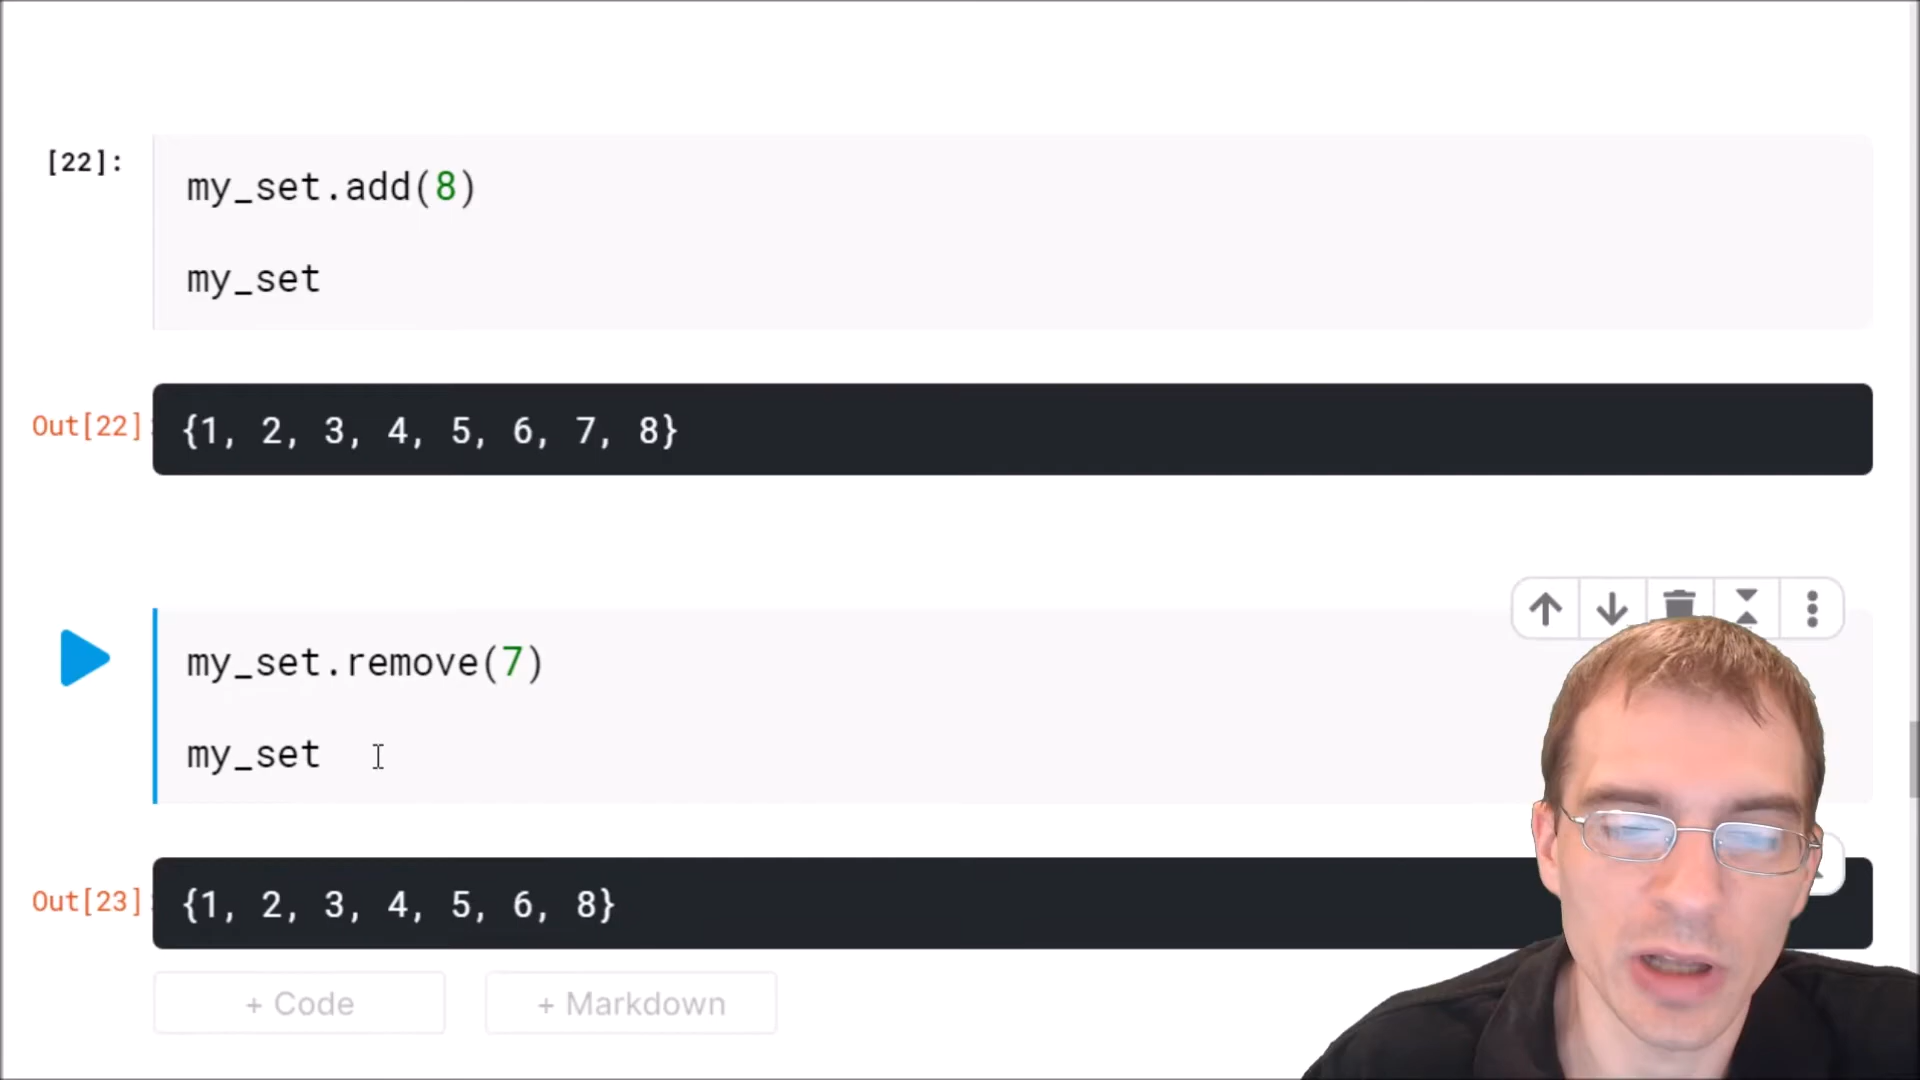 [22]:
my_set.add(8)
my_set
Out[22]:
{1, 2, 3, 4, 5, 6, 7, 8}
my_set.remove(7)
my_set
Out[23]:
{1, 2, 3, 4, 5, 6, 8}
+ Code
+ Markdown